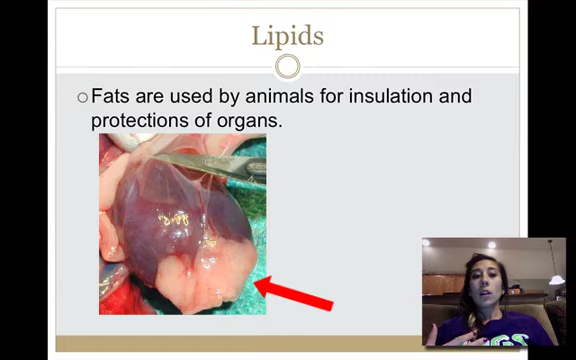 Lipids
Fats are used by animals for insulation and
protections of organs.